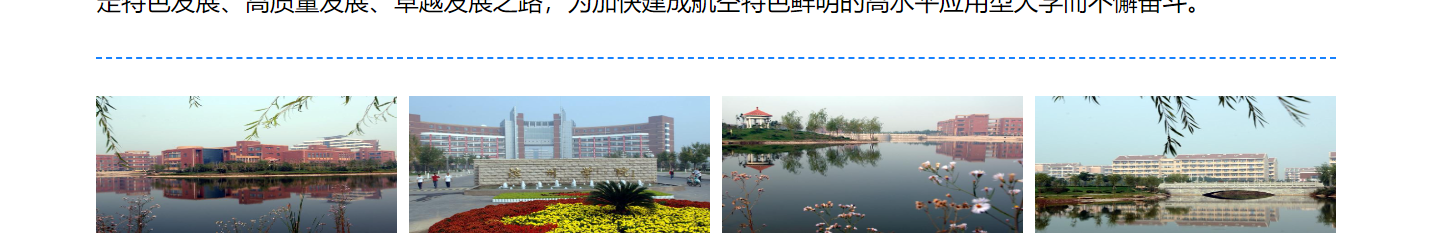 是特色发展、高质量发展、卓越发展之路，为加快建成航空特色鲜明的高水平应用型大学而不懈奋斗。